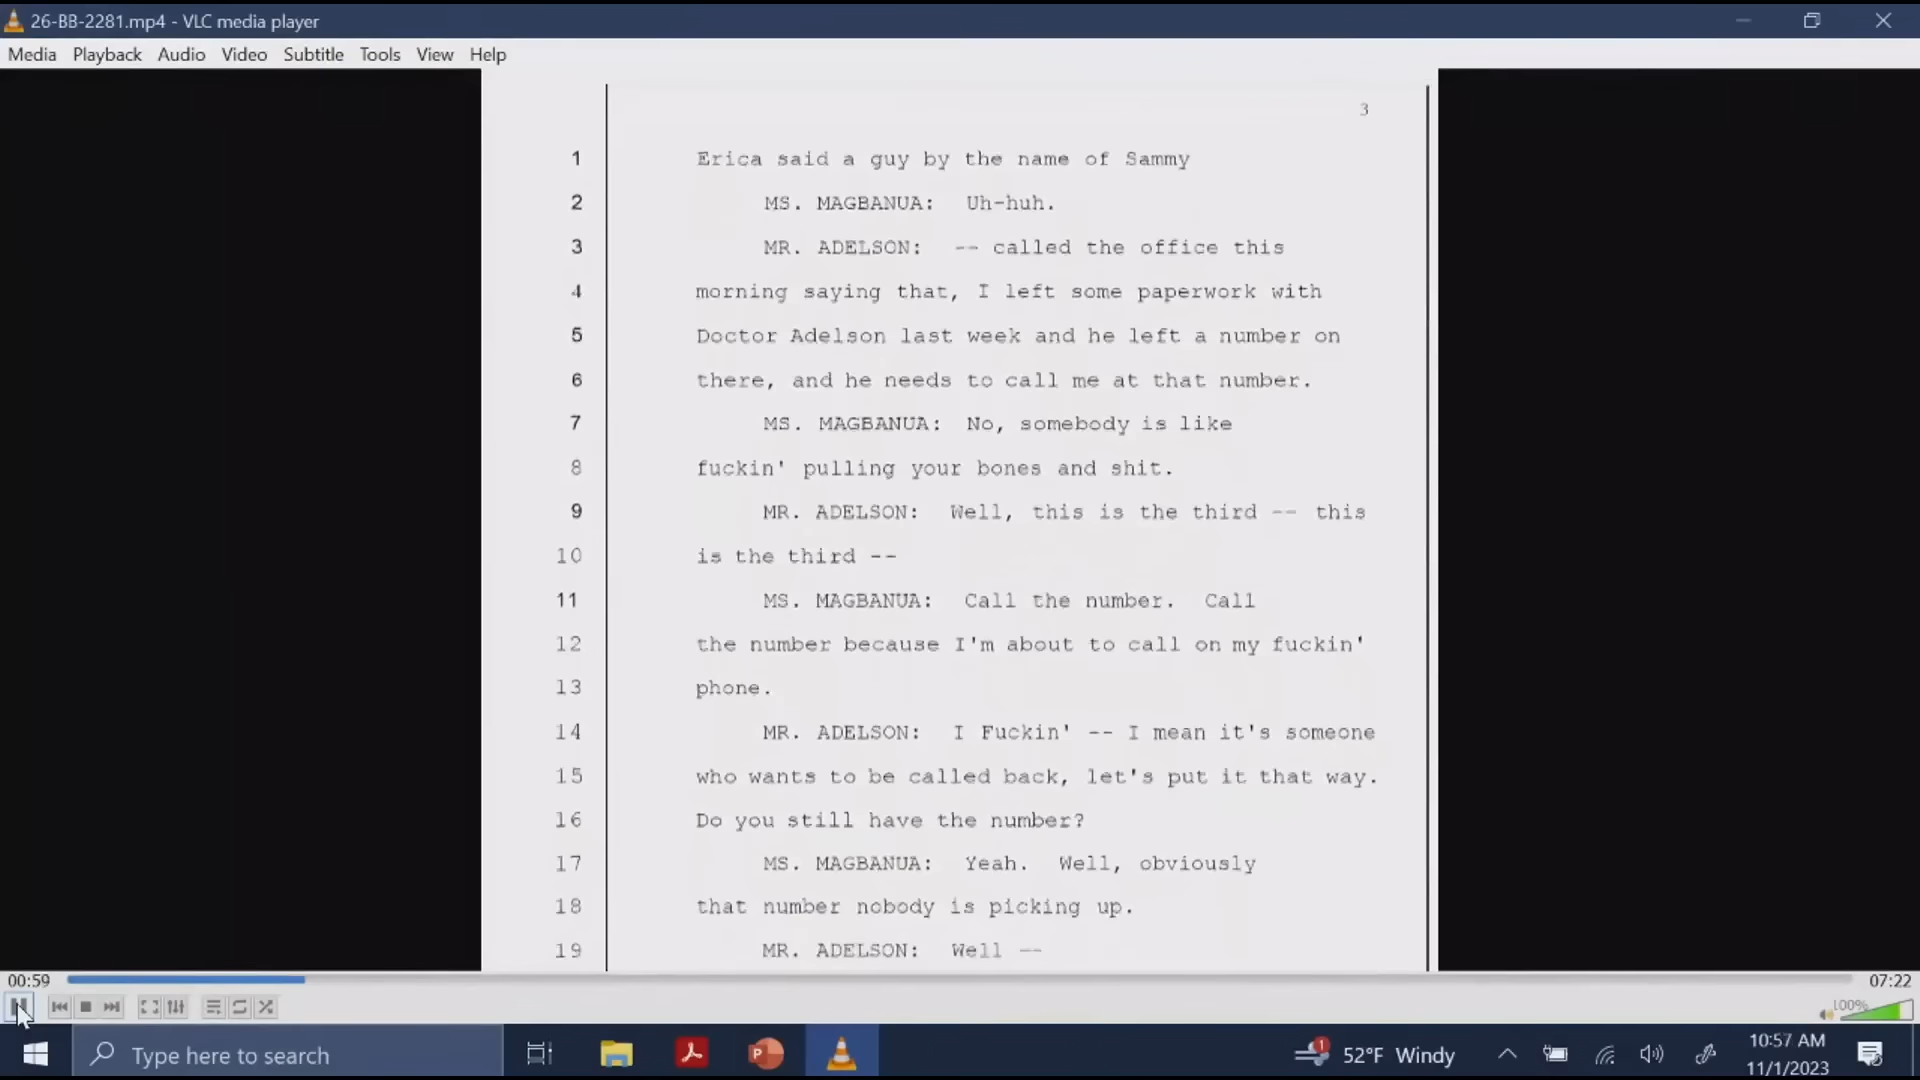 26-BB-2281.mp4 - VLC media player
Media Playback Audio Video Subtitle Tools View Help
3
1 Erica said a guy by the name of Sammy
2 MS. MAGBANUA: Uh-huh.
3 MR. ADELSON: -- called the office this
4 morning saying that, I left some paperwork with
5 Doctor Adelson last week and he left a number on
6 there, and he needs to call me at that number.
7 MS. MAGBANUA: No, somebody is like
8 fuckin' pulling your bones and shit.
9 MR. ADELSON: Well, this is the third -- this
10 is the third --
11 MS. MAGBANUA: Call the number. Call
12 the number because I'm about to call on my fuckin'
13 phone.
14 MR. ADELSON: I Fuckin' -- I mean it's someone
15 who wants to be called back, let's put it that way.
16 Do you still have the number?
17 MS. MAGBANUA: Yeah. Well, obviously
18 that number nobody is picking up.
19 MR. ADELSON: Well --
00:59 07:22
100%
Type here to search
P
1
52°F Windy
10:57 AM
11/1/2023